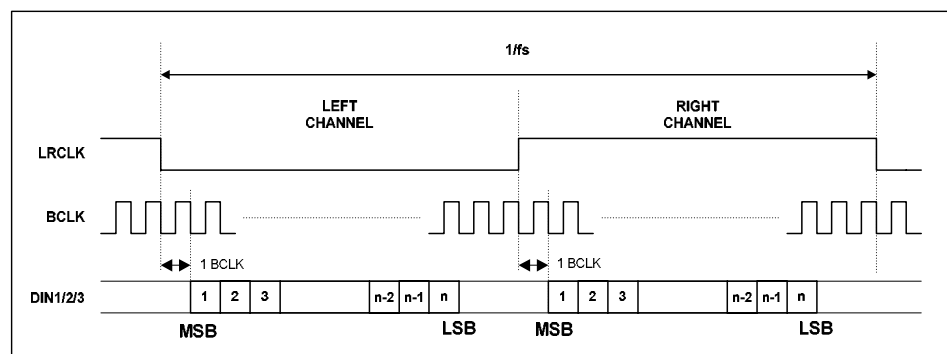 1/fs
LEFT
CHANNEL
RIGHT
CHANNEL
LRCLK
BCLK
1 BCLK
1 BCLK
DIN1/2/3
1 2 3 n-2 n-1 n 1 2 3 n-2 n-1 n
MSB LSB MSB LSB